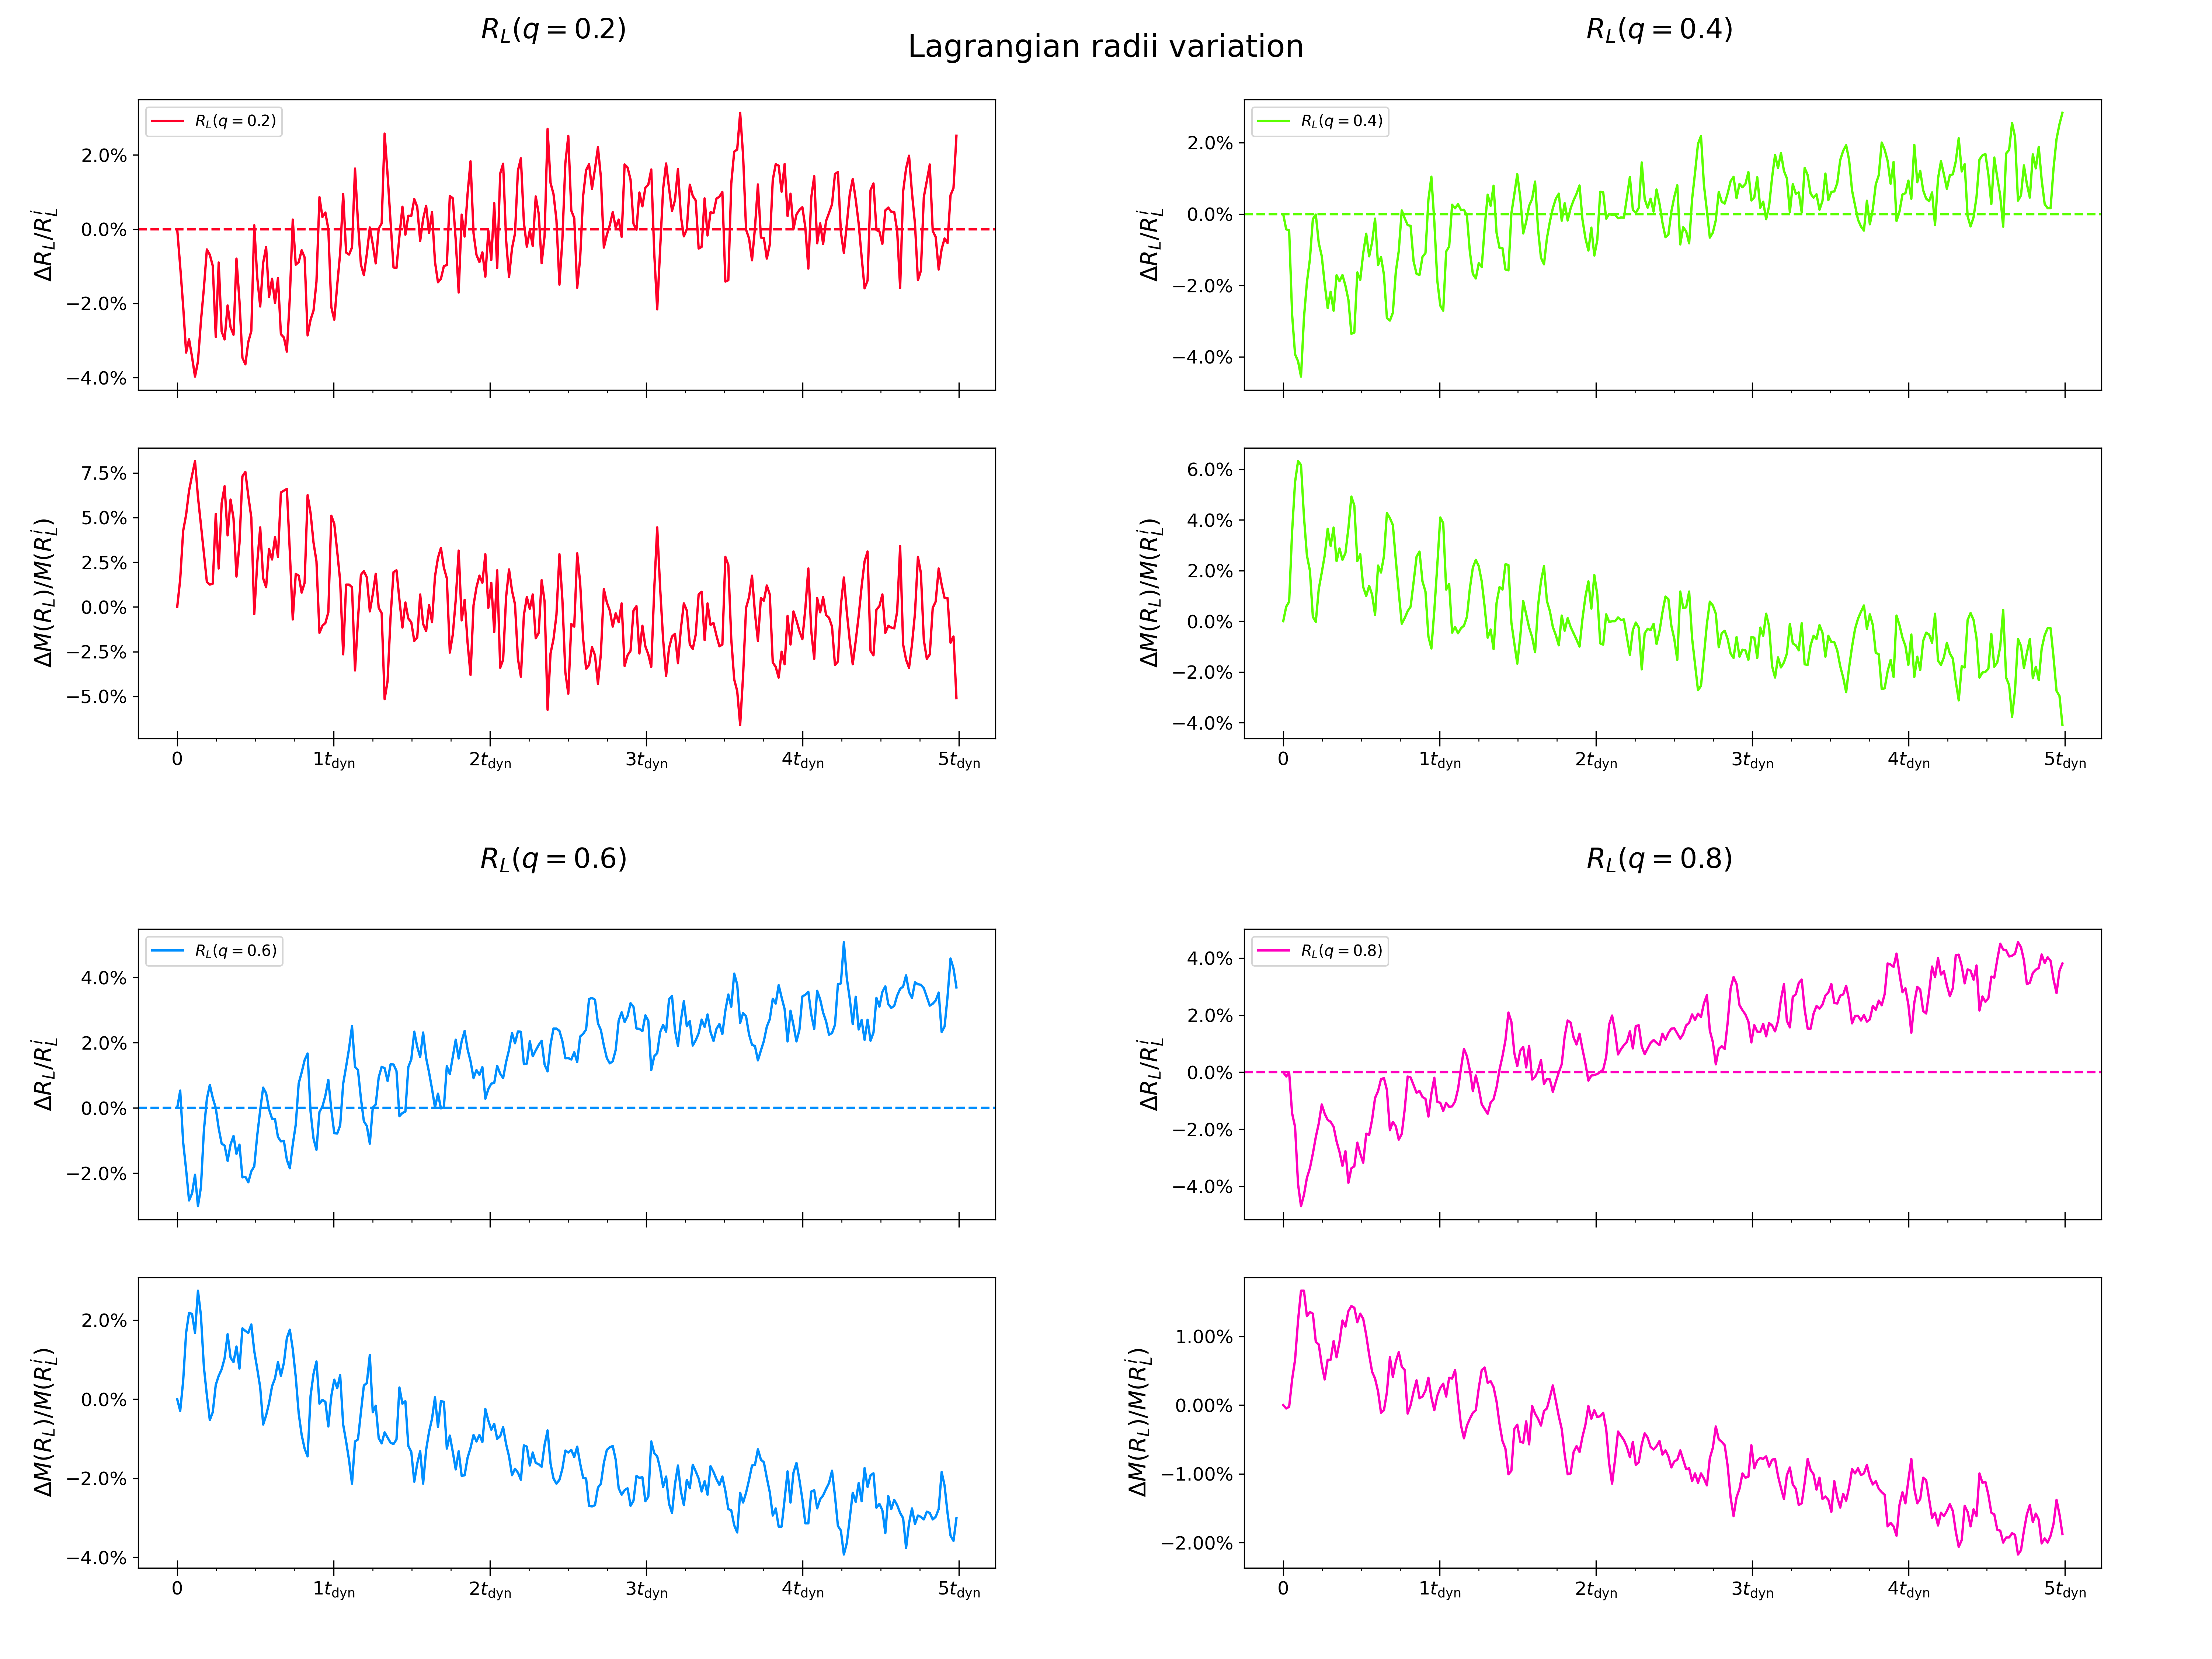 Lagrangian radii variation
R_L(q = 0.2)
R_L(q = 0.2)
ΔR_L/R_L^i
2.0%
0.0%
−2.0%
−4.0%
ΔM(R_L)/M(R_L^i)
7.5%
5.0%
2.5%
0.0%
−2.5%
−5.0%
0 1t_dyn 2t_dyn 3t_dyn 4t_dyn 5t_dyn
R_L(q = 0.4)
R_L(q = 0.4)
ΔR_L/R_L^i
2.0%
0.0%
−2.0%
−4.0%
ΔM(R_L)/M(R_L^i)
6.0%
4.0%
2.0%
0.0%
−2.0%
−4.0%
0 1t_dyn 2t_dyn 3t_dyn 4t_dyn 5t_dyn
R_L(q = 0.6)
R_L(q = 0.6)
ΔR_L/R_L^i
4.0%
2.0%
0.0%
−2.0%
ΔM(R_L)/M(R_L^i)
2.0%
0.0%
−2.0%
−4.0%
0 1t_dyn 2t_dyn 3t_dyn 4t_dyn 5t_dyn
R_L(q = 0.8)
R_L(q = 0.8)
ΔR_L/R_L^i
4.0%
2.0%
0.0%
−2.0%
−4.0%
ΔM(R_L)/M(R_L^i)
1.00%
0.00%
−1.00%
−2.00%
0 1t_dyn 2t_dyn 3t_dyn 4t_dyn 5t_dyn